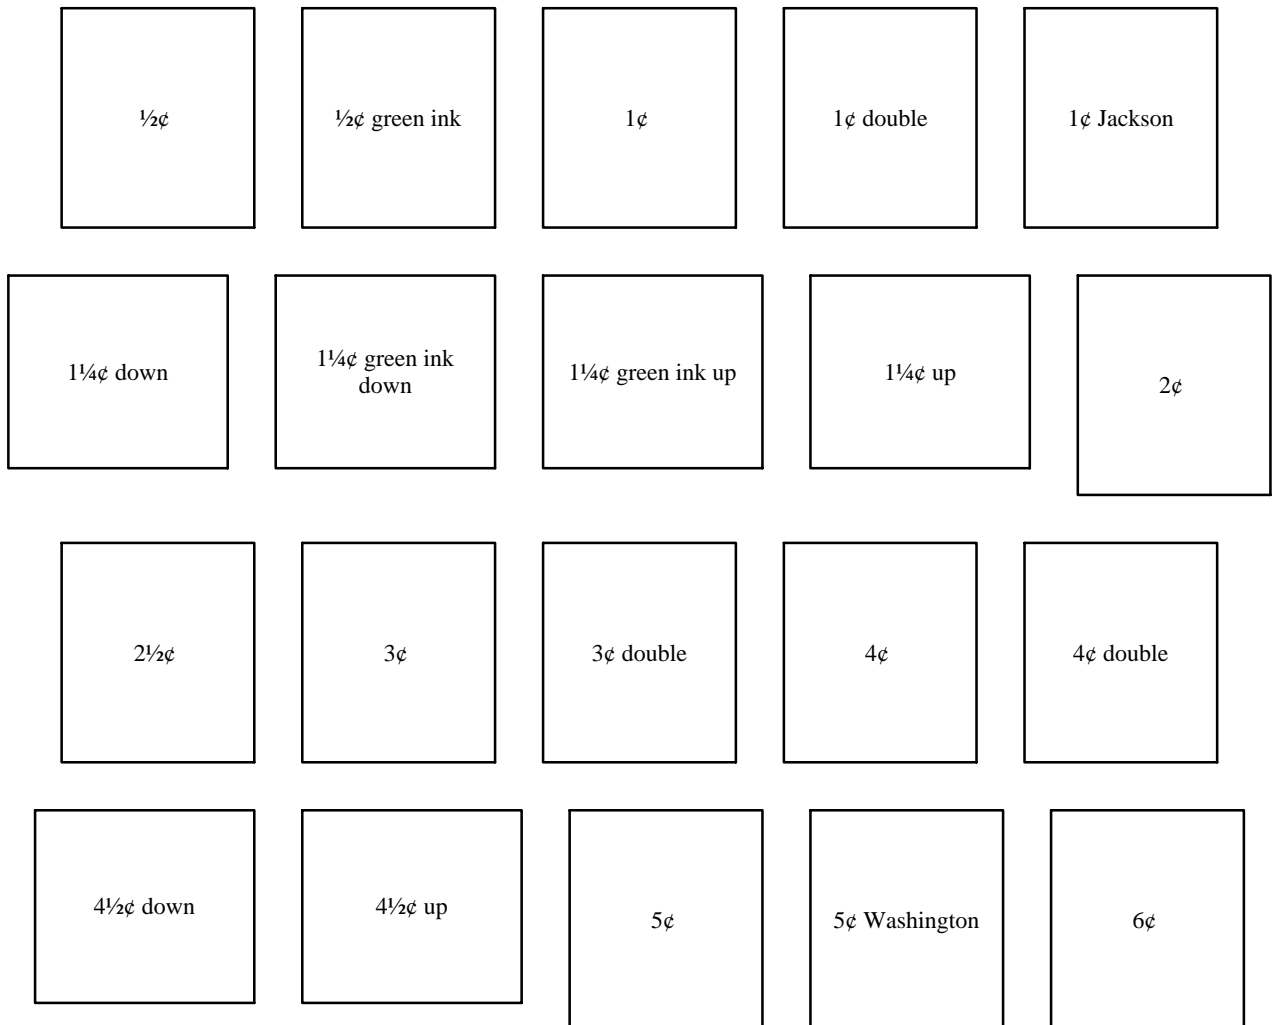 ½¢
½¢ green ink
1¢
1¢ double
1¢ Jackson
1¼¢ down
1¼¢ green ink
down
1¼¢ green ink up
1¼¢ up
2¢
2½¢
3¢
3¢ double
4¢
4¢ double
4½¢ down
4½¢ up
5¢
5¢ Washington
6¢